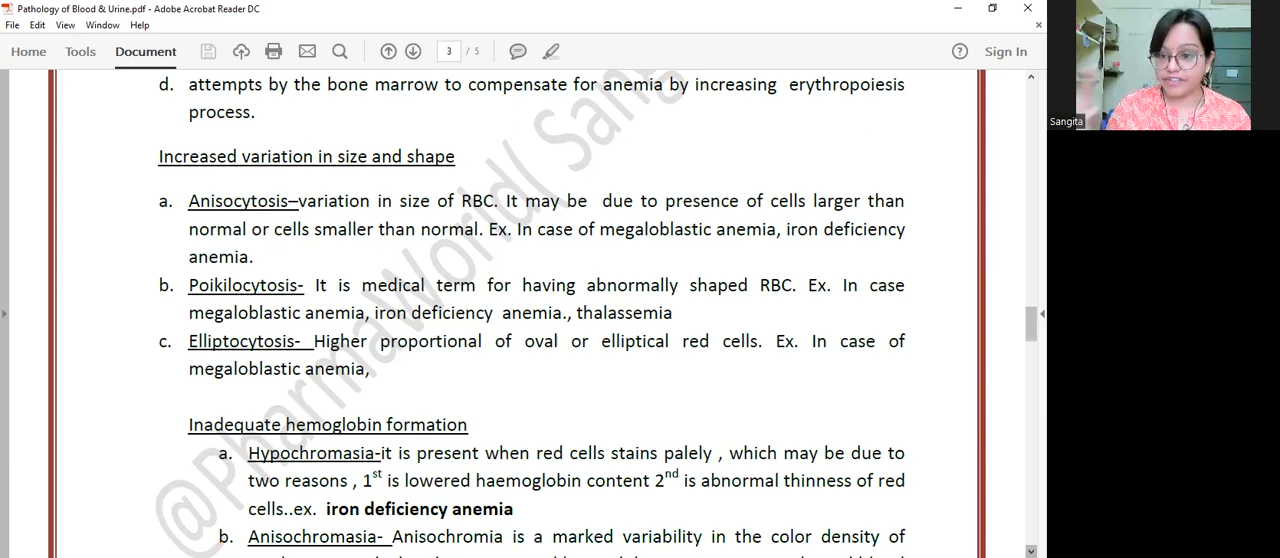 Pathology of Blood & Urine.pdf - Adobe Acrobat Reader DC
File Edit View Window Help
Home Tools Document 3 / 5 Sign In
d. attempts by the bone marrow to compensate for anemia by increasing erythropoiesis
process.
Increased variation in size and shape
a. Anisocytosis–variation in size of RBC. It may be due to presence of cells larger than
normal or cells smaller than normal. Ex. In case of megaloblastic anemia, iron deficiency
anemia.
b. Poikilocytosis- It is medical term for having abnormally shaped RBC. Ex. In case
megaloblastic anemia, iron deficiency anemia., thalassemia
c. Elliptocytosis- Higher proportional of oval or elliptical red cells. Ex. In case of
megaloblastic anemia,
Inadequate hemoglobin formation
a. Hypochromasia-it is present when red cells stains palely , which may be due to
two reasons , 1st is lowered haemoglobin content 2nd is abnormal thinness of red
cells..ex. iron deficiency anemia
b. Anisochromasia- Anisochromia is a marked variability in the color density of
@PharmaWorld( Sang
Sangita